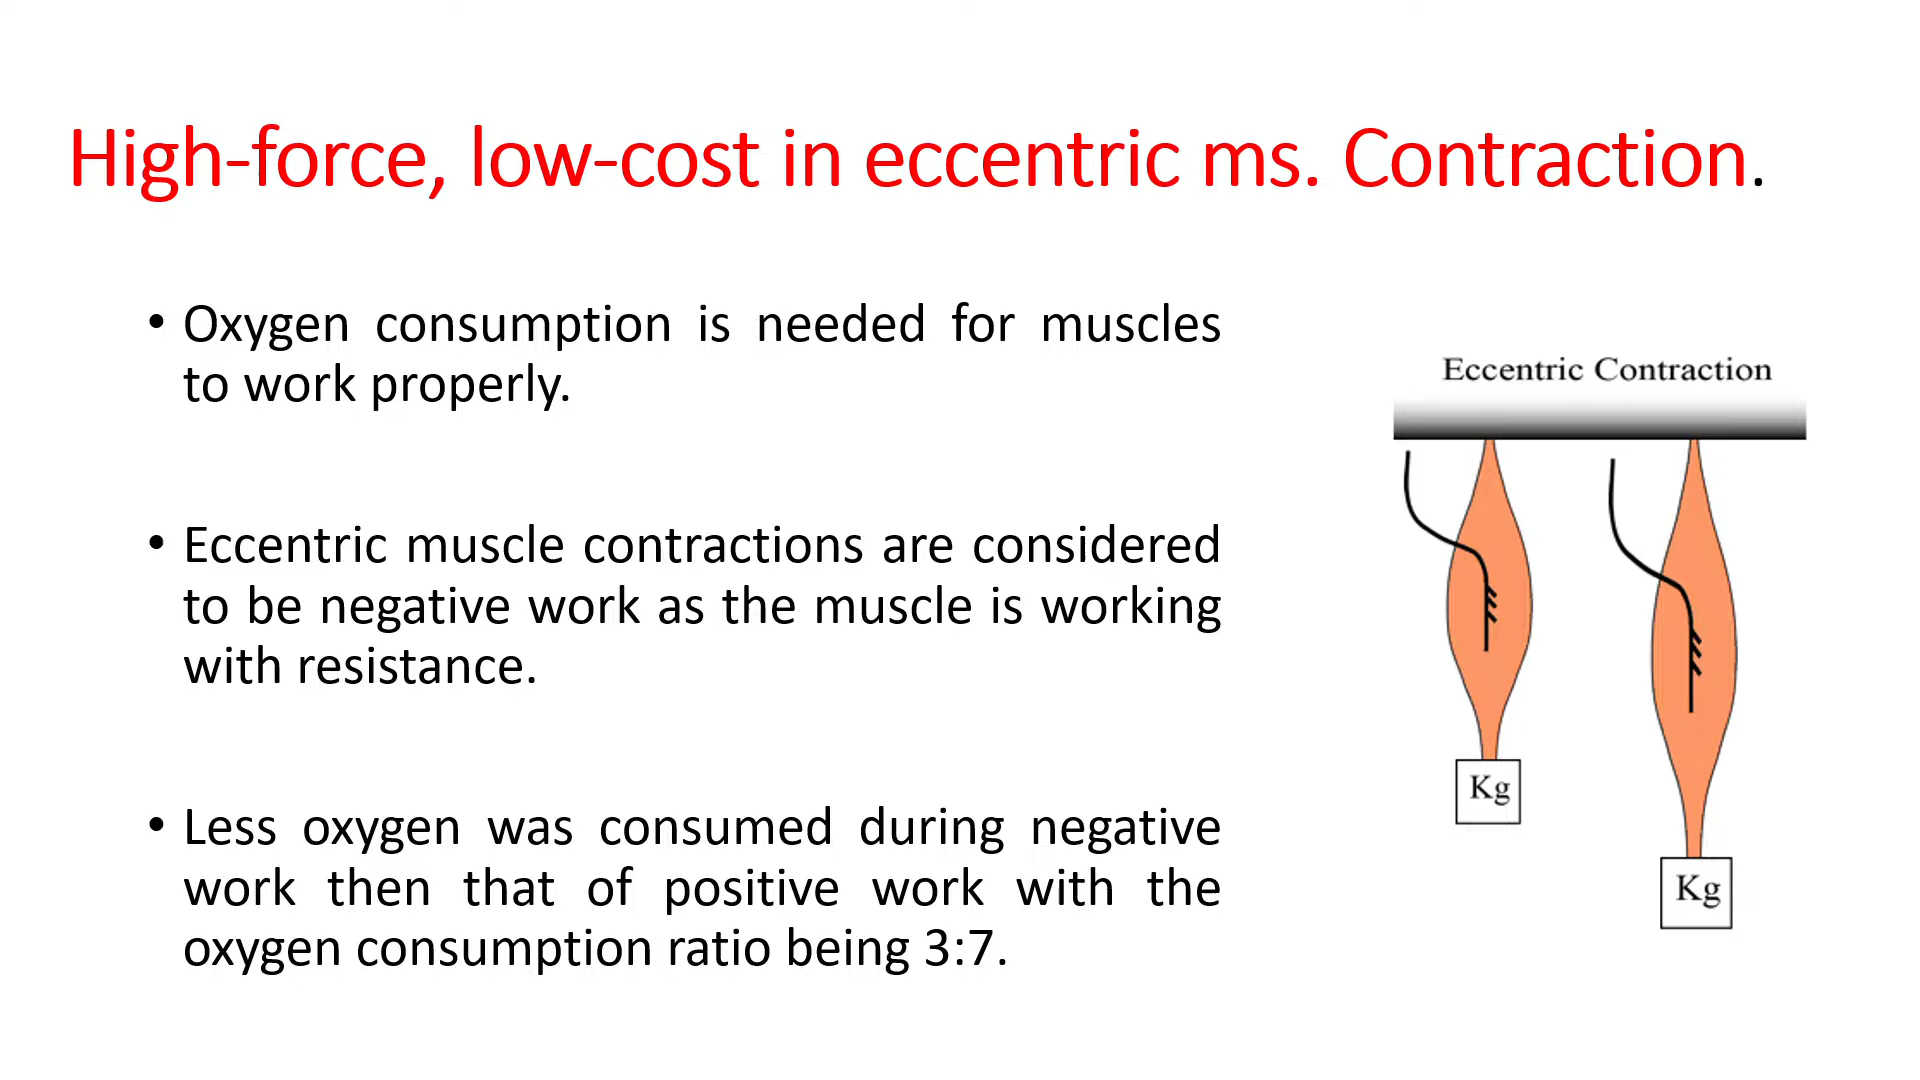 High-force, low-cost in eccentric ms. Contraction.
• Oxygen consumption is needed for muscles
to work properly.
• Eccentric muscle contractions are considered
to be negative work as the muscle is working
with resistance.
• Less oxygen was consumed during negative
work then that of positive work with the
oxygen consumption ratio being 3:7.
Eccentric Contraction
Kg
Kg